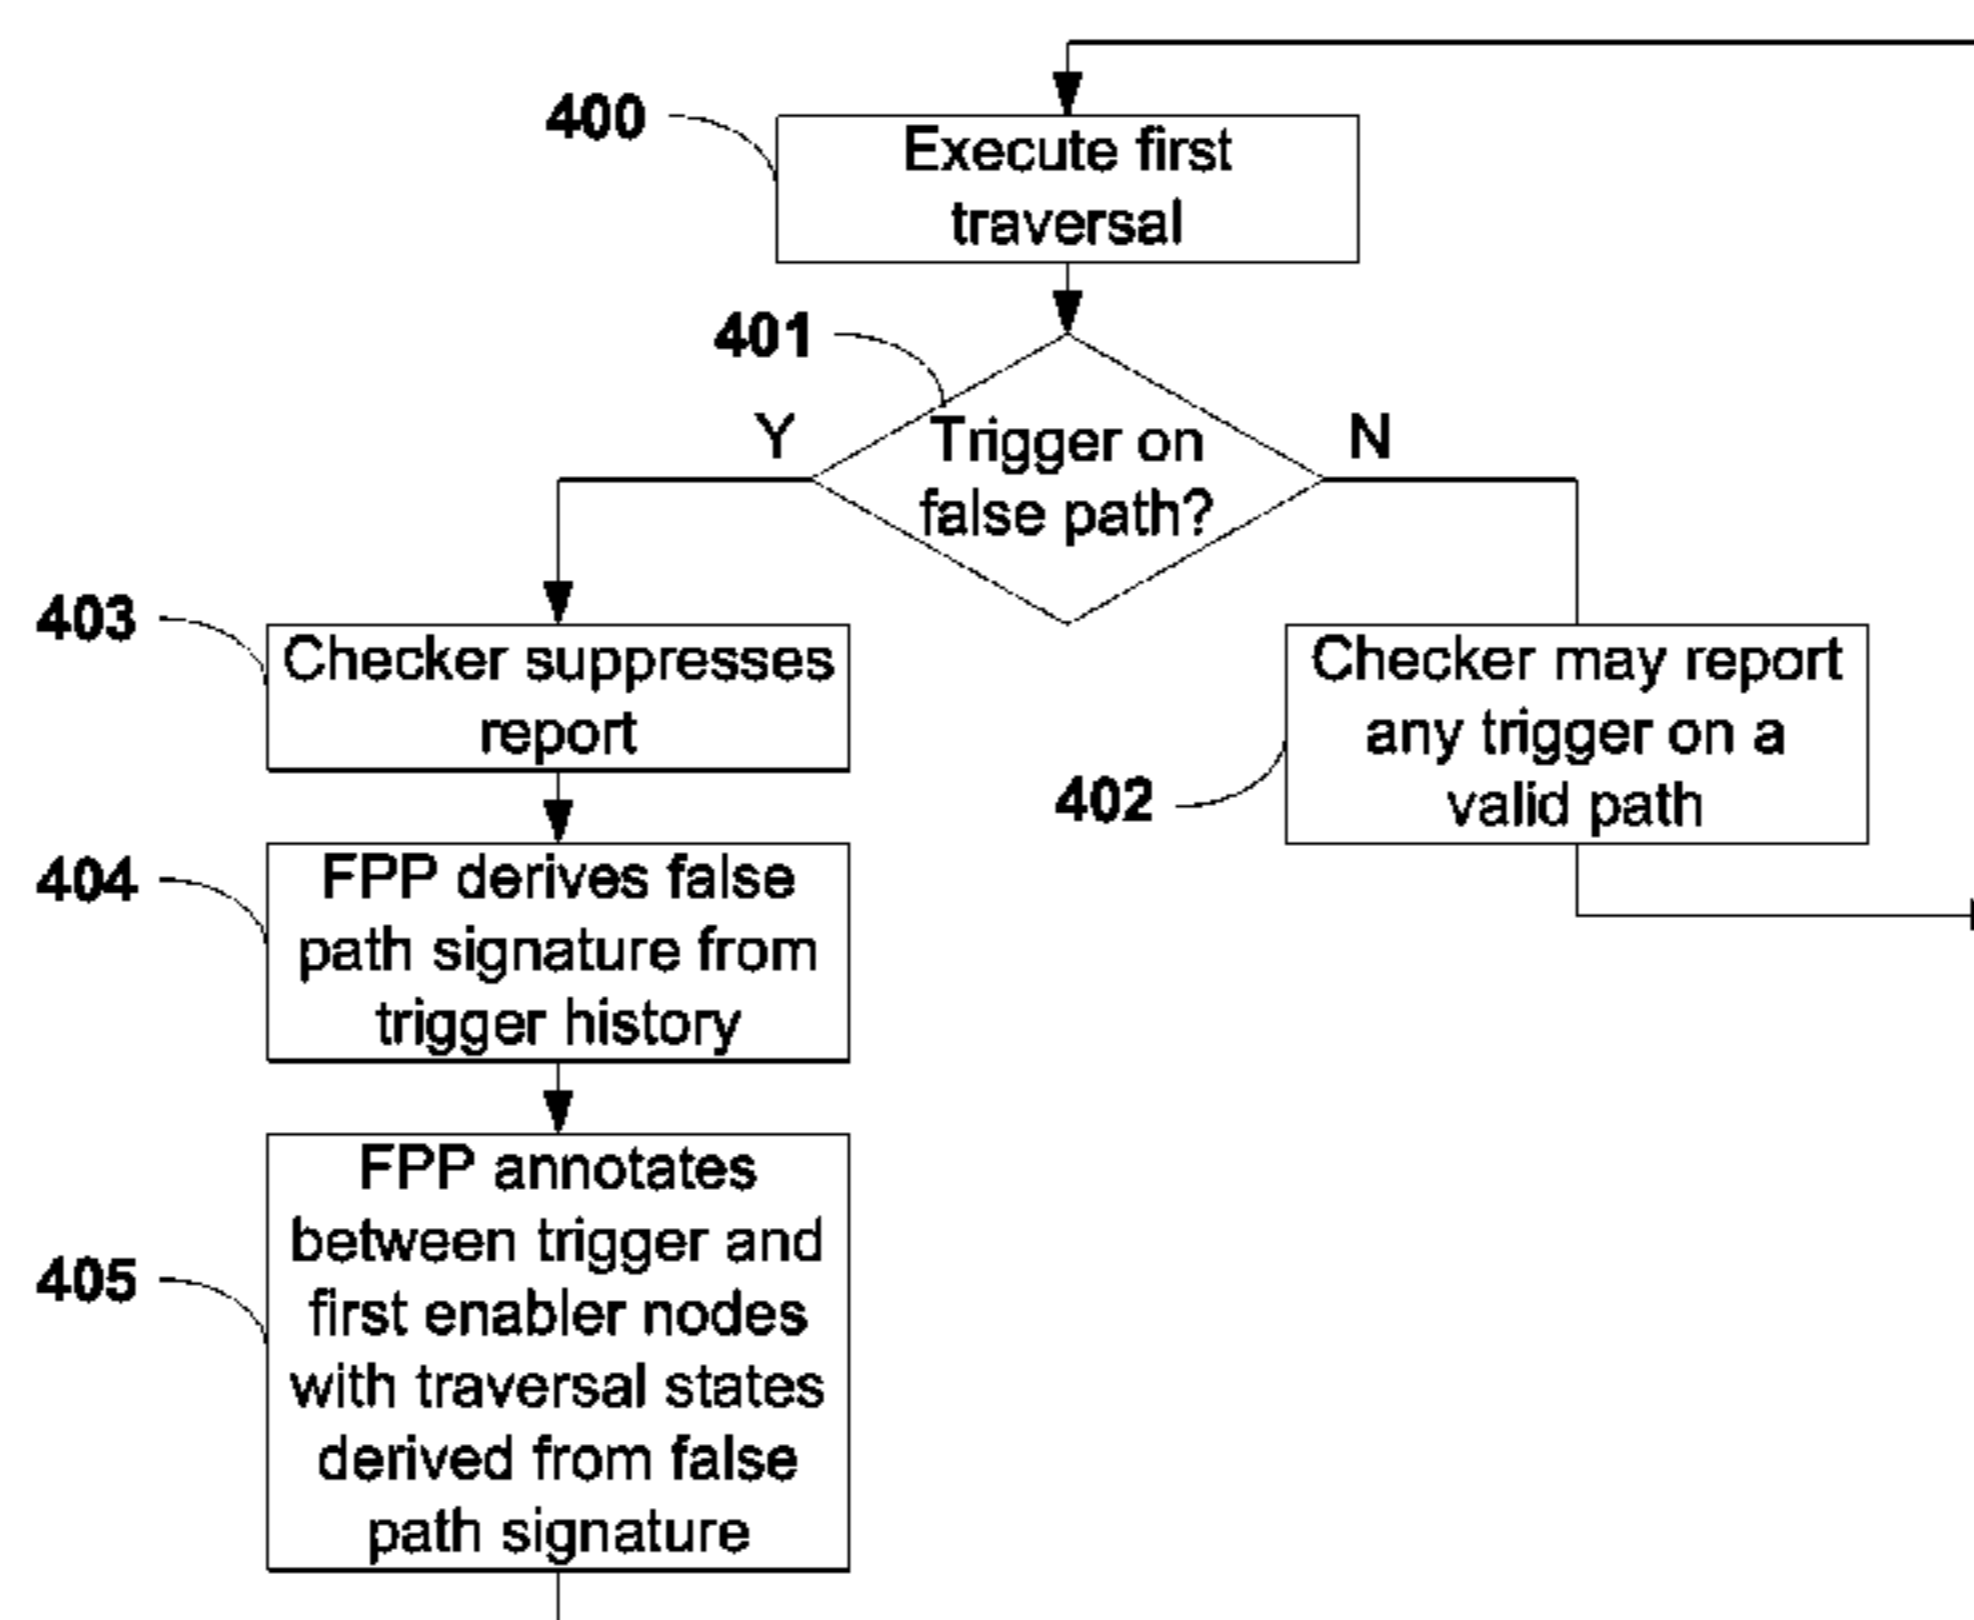 400
Execute first
traversal
401
Y
Trigger on
false path?
N
403
Checker suppresses
report
402
Checker may report
any trigger on a
valid path
404
FPP derives false
path signature from
trigger history
405
FPP annotates
between trigger and
first enabler nodes
with traversal states
derived from false
path signature